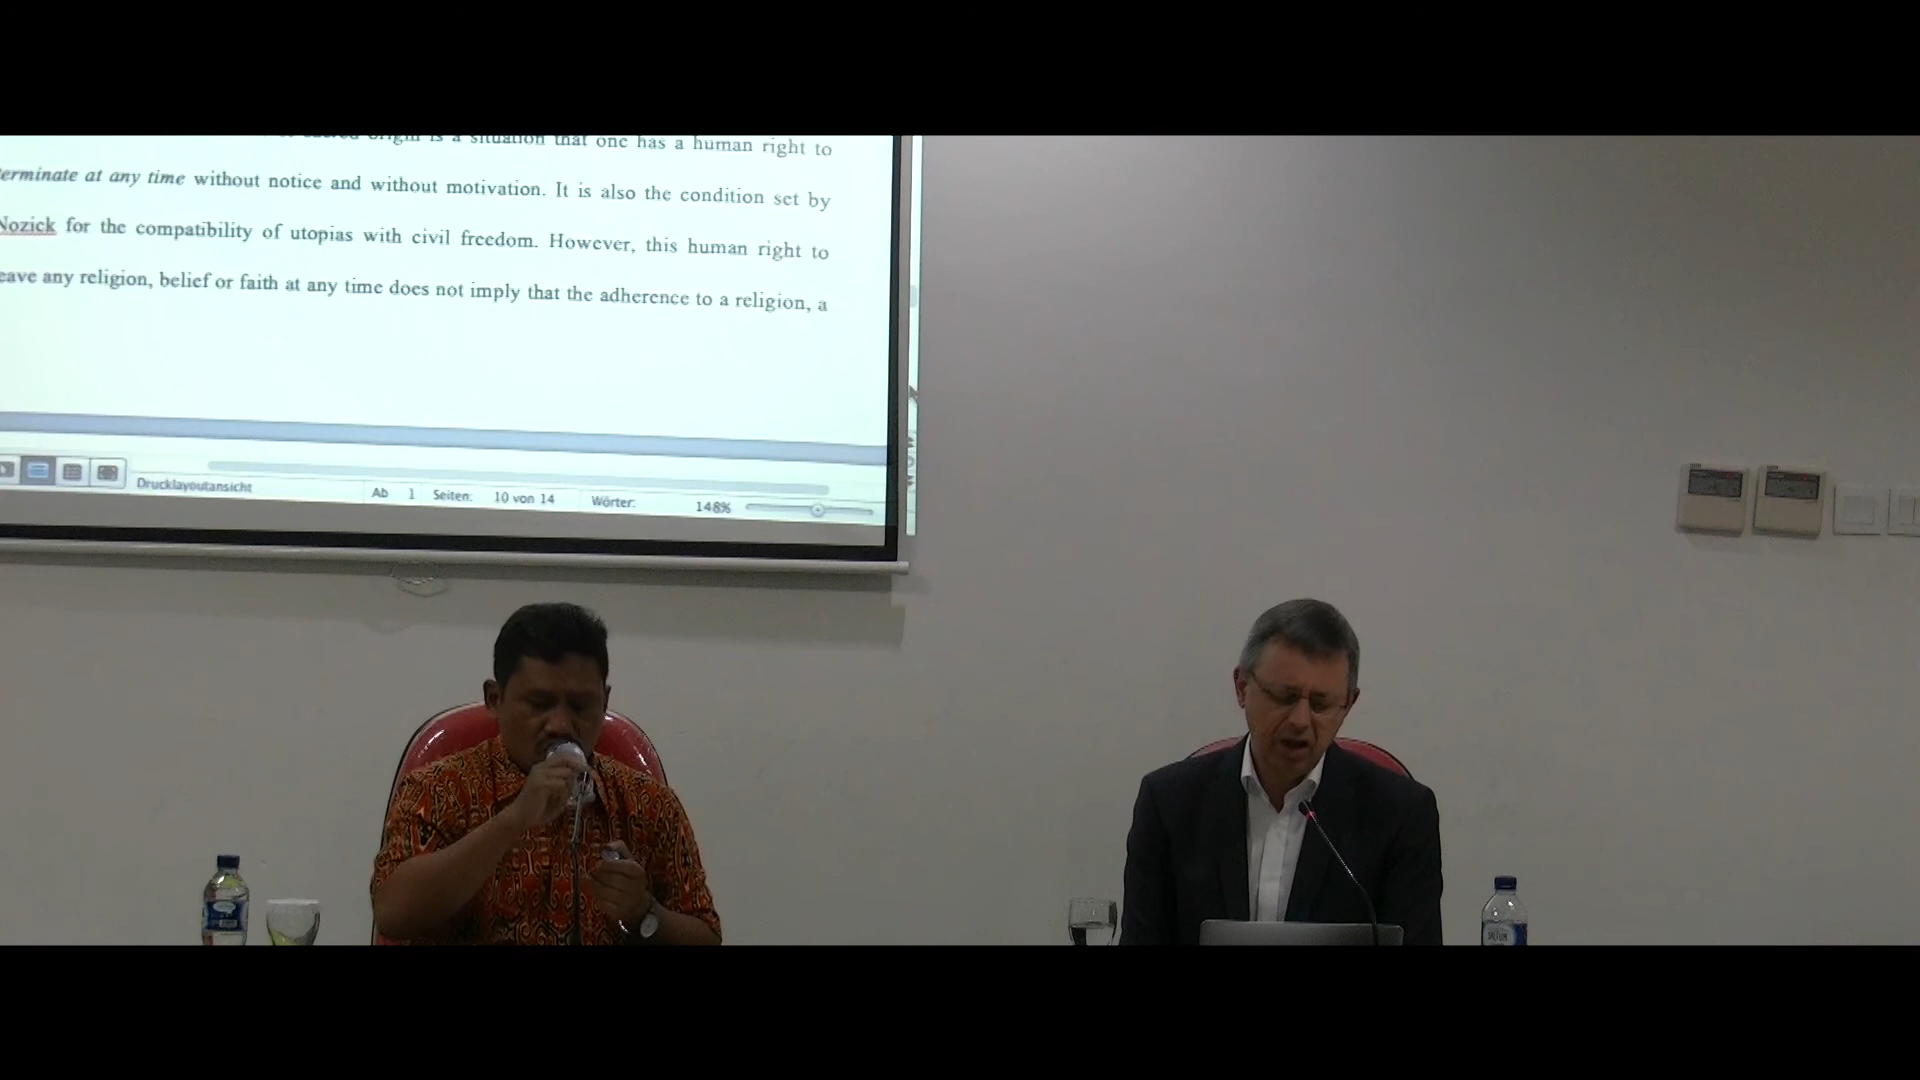 sacred origin is a situation that one has a human right to
erminate at any time without notice and without motivation. It is also the condition set by
Nozick for the compatibility of utopias with civil freedom. However, this human right to
eave any religion, belief or faith at any time does not imply that the adherence to a religion, a
Drucklayoutansicht Ab 1 Seiten: 10 von 14 Wörter: 148%